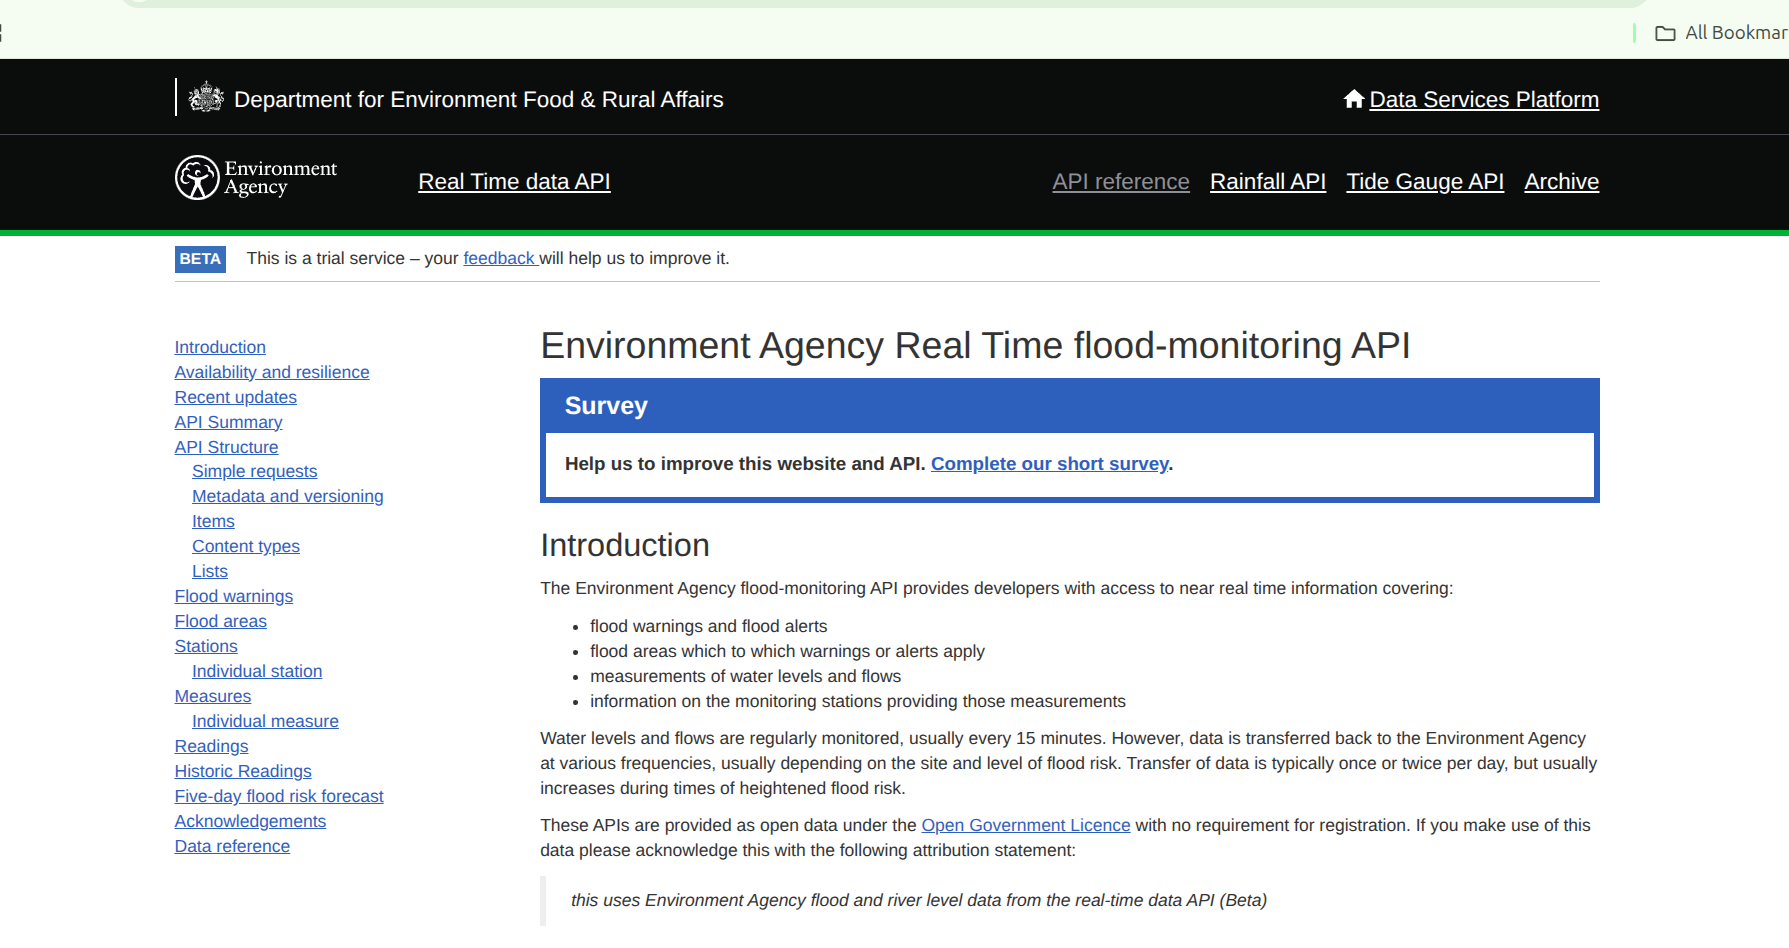 All Bookmar
Department for Environment Food & Rural Affairs
Data Services Platform
Environment
Agency
Real Time data API
API reference
Rainfall API
Tide Gauge API
Archive
BETA
This is a trial service – your feedback will help us to improve it.
Introduction
Availability and resilience
Recent updates
API Summary
API Structure
Simple requests
Metadata and versioning
Items
Content types
Lists
Flood warnings
Flood areas
Stations
Individual station
Measures
Individual measure
Readings
Historic Readings
Five-day flood risk forecast
Acknowledgements
Data reference
Environment Agency Real Time flood-monitoring API
Survey
Help us to improve this website and API. Complete our short survey.
Introduction
The Environment Agency flood-monitoring API provides developers with access to near real time information covering:
• flood warnings and flood alerts
• flood areas which to which warnings or alerts apply
• measurements of water levels and flows
• information on the monitoring stations providing those measurements
Water levels and flows are regularly monitored, usually every 15 minutes. However, data is transferred back to the Environment Agency
at various frequencies, usually depending on the site and level of flood risk. Transfer of data is typically once or twice per day, but usually
increases during times of heightened flood risk.
These APIs are provided as open data under the Open Government Licence with no requirement for registration. If you make use of this
data please acknowledge this with the following attribution statement:
this uses Environment Agency flood and river level data from the real-time data API (Beta)